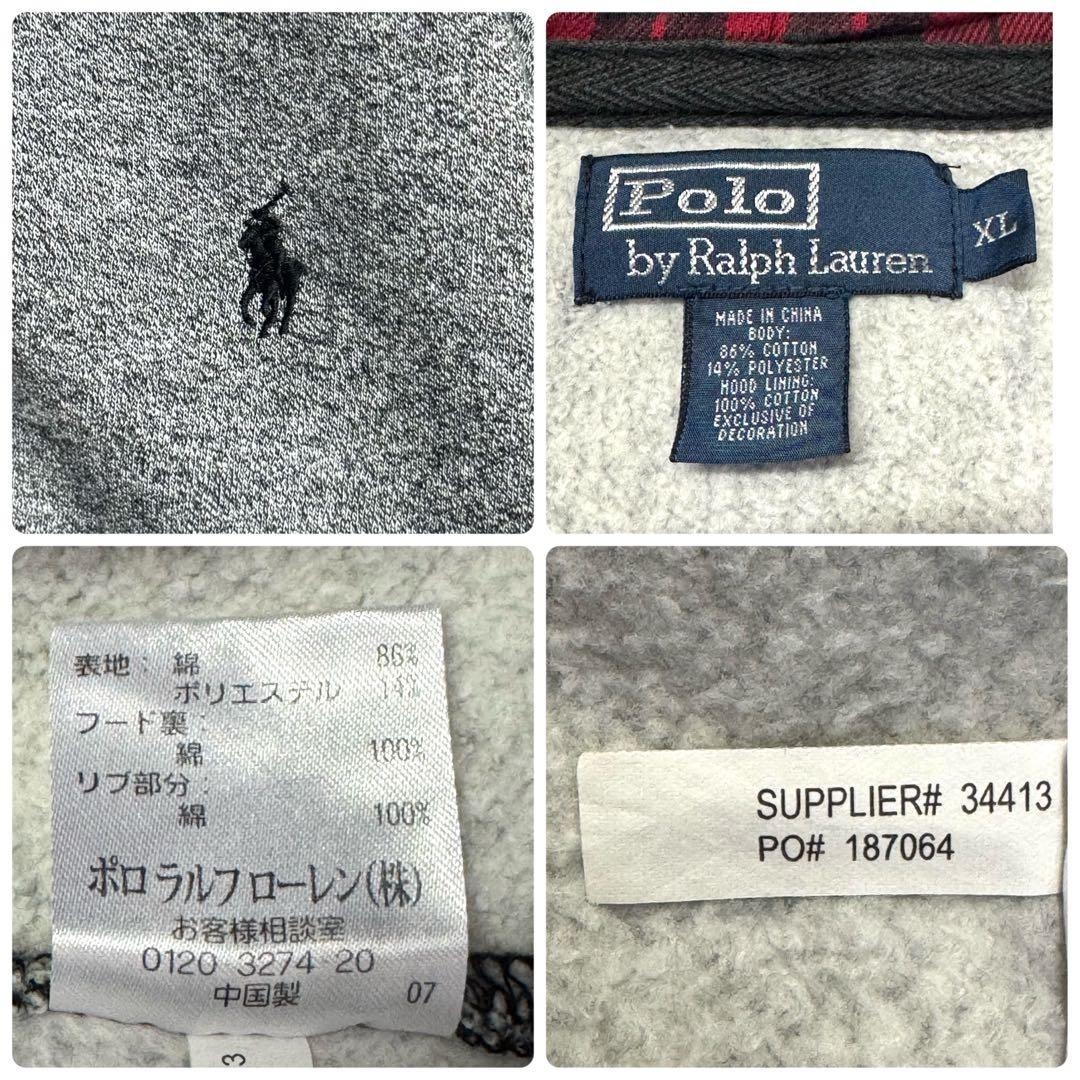 Polo
by Ralph Lauren
XL
MADE IN CHINA
BODY:
86% COTTON
14% POLYESTER
HOOD LINING:
100% COTTON
EXCLUSIVE OF
DECORATION
表地: 綿 86%
ポリエステル 14%
フード裏:
綿 100%
リブ部分:
綿 100%
ポロ ラルフ ローレン(株)
お客様相談室
0120 3274 20
中国製 07
3
SUPPLIER# 34413
PO# 187064